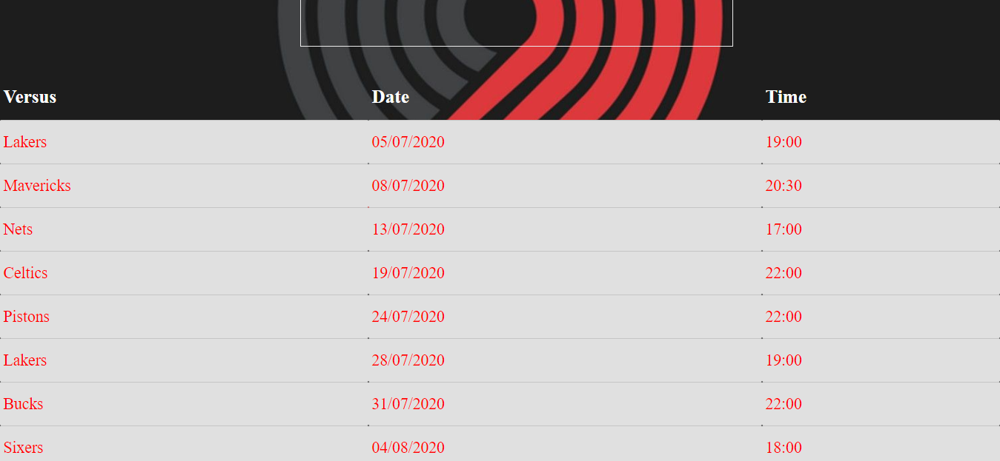 Versus Date Time
Lakers 05/07/2020 19:00
Mavericks 08/07/2020 20:30
Nets 13/07/2020 17:00
Celtics 19/07/2020 22:00
Pistons 24/07/2020 22:00
Lakers 28/07/2020 19:00
Bucks 31/07/2020 22:00
Sixers 04/08/2020 18:00